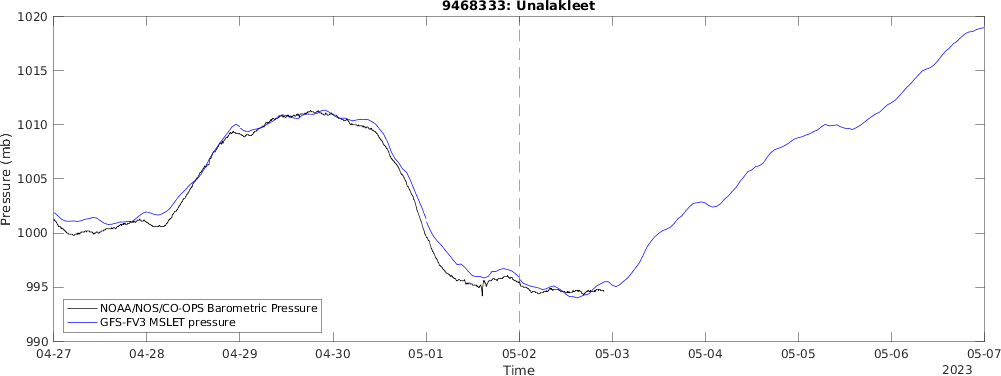 9468333: Unalakleet
1020
1015
1010
1005
1000
995
990
Pressure (mb)
NOAA/NOS/CO-OPS Barometric Pressure
GFS-FV3 MSLET pressure
04-27 04-28 04-29 04-30 05-01 05-02 05-03 05-04 05-05 05-06 05-07
Time
2023